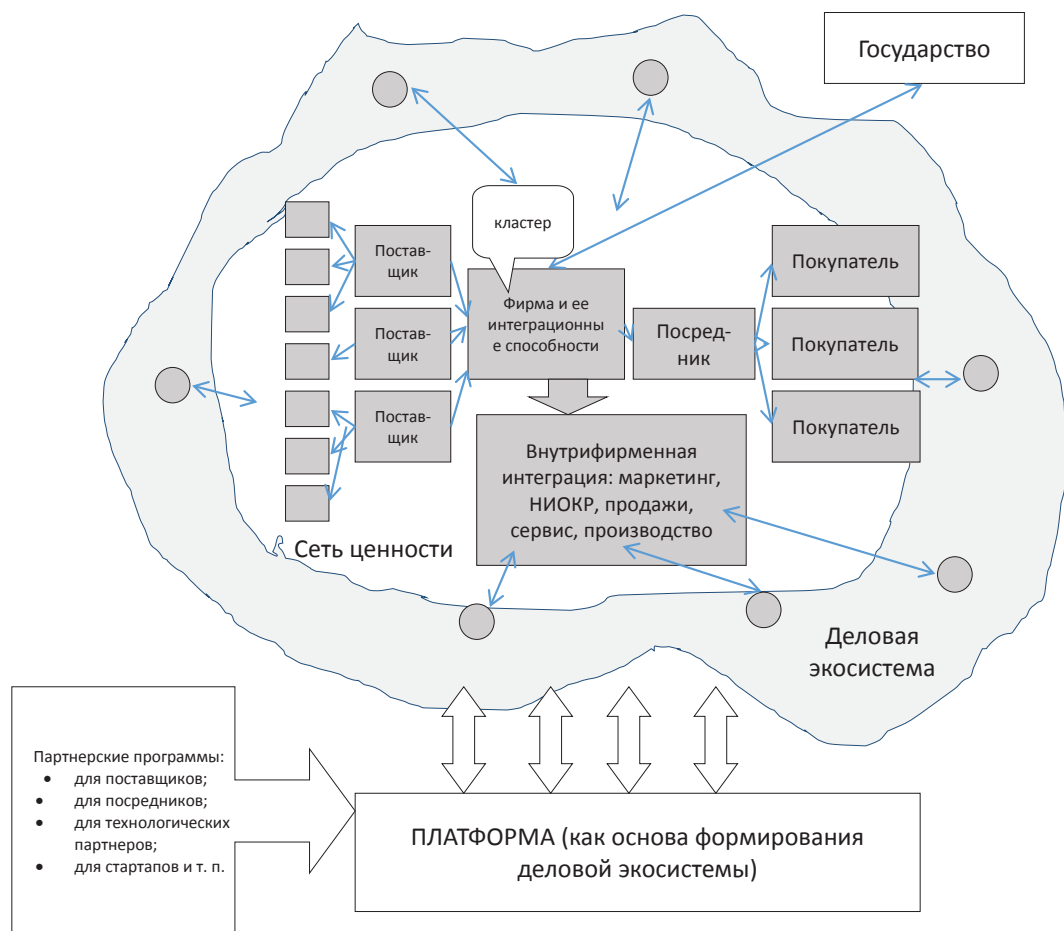 Государство
кластер
Постав-
щик
Фирма и ее
интеграционны
е способности
Покупатель
Постав-
щик
Посред-
ник
Покупатель
Постав-
щик
Покупатель
Внутрифирменная
интеграция: маркетинг,
НИОКР, продажи,
сервис, производство
Сеть ценности
Деловая
экосистема
Партнерские программы:
• для поставщиков;
• для посредников;
• для технологических
партнеров;
• для стартапов и т. п.
ПЛАТФОРМА (как основа формирования
деловой экосистемы)